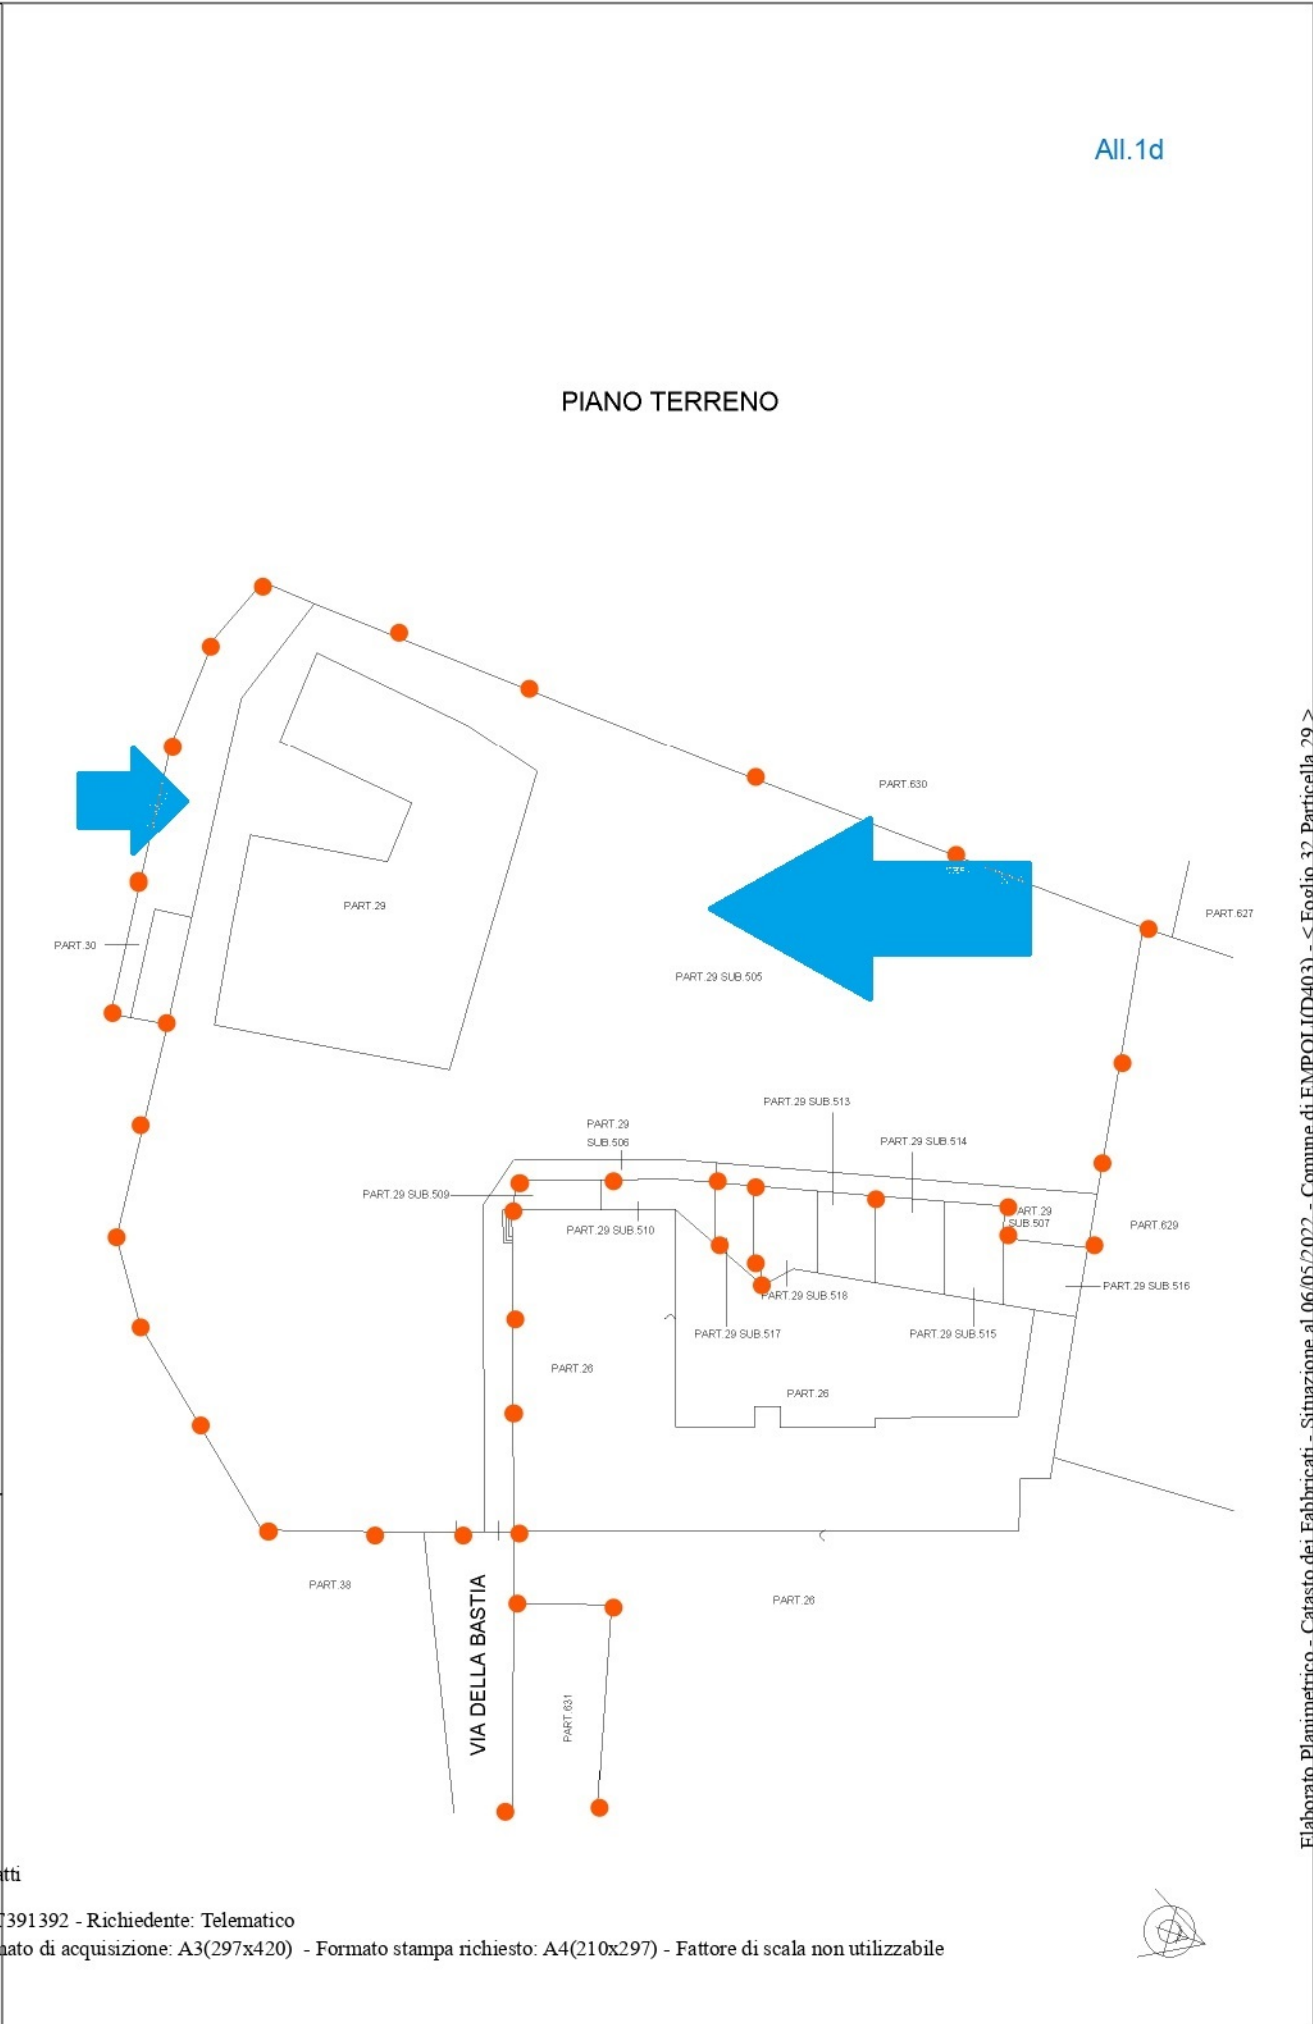 All.1d
PIANO TERRENO
PART.630
PART.627
PART.29
PART.30
PART.29 SUB.505
PART.29 SUB.513
PART.29
SUB.506
PART.29 SUB.514
PART.29 SUB.509
PART.29 SUB.510
ART.29
SUB.507
PART.629
PART.29 SUB.516
PART.29 SUB.518
PART.29 SUB.517
PART.29 SUB.515
PART.26
PART.26
PART.38
PART.26
VIA DELLA BASTIA
PART.631
Elaborato Planimetrico - Catasto dei Fabbricati - Situazione al 06/05/2022 - Comune di EMPOLI(D403) - < Foglio 32 Particella 29 >
atti
T391392 - Richiedente: Telematico
mato di acquisizione: A3(297x420) - Formato stampa richiesto: A4(210x297) - Fattore di scala non utilizzabile